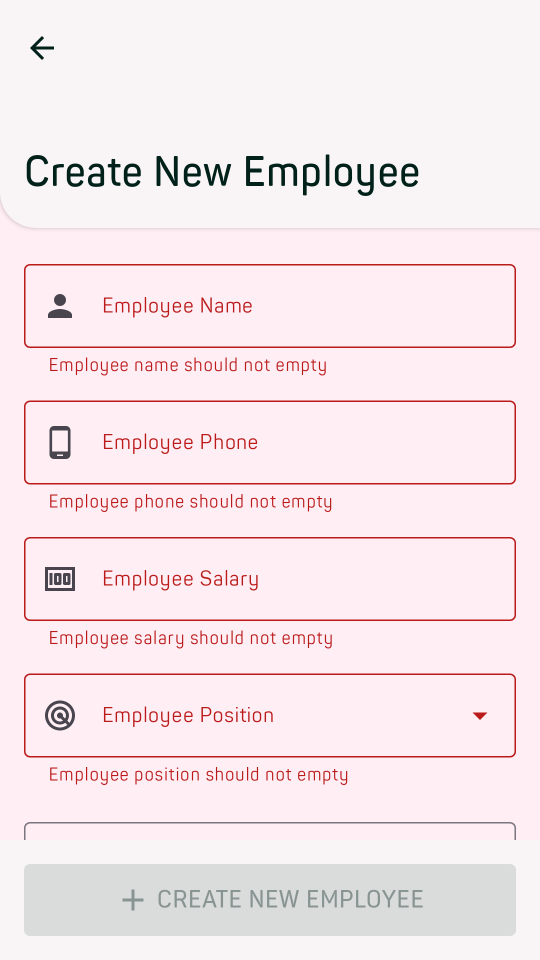 Create New Employee
Employee Name
Employee name should not empty
Employee Phone
Employee phone should not empty
100
Employee Salary
Employee salary should not empty
Employee Position
Employee position should not empty
CREATE NEW EMPLOYEE